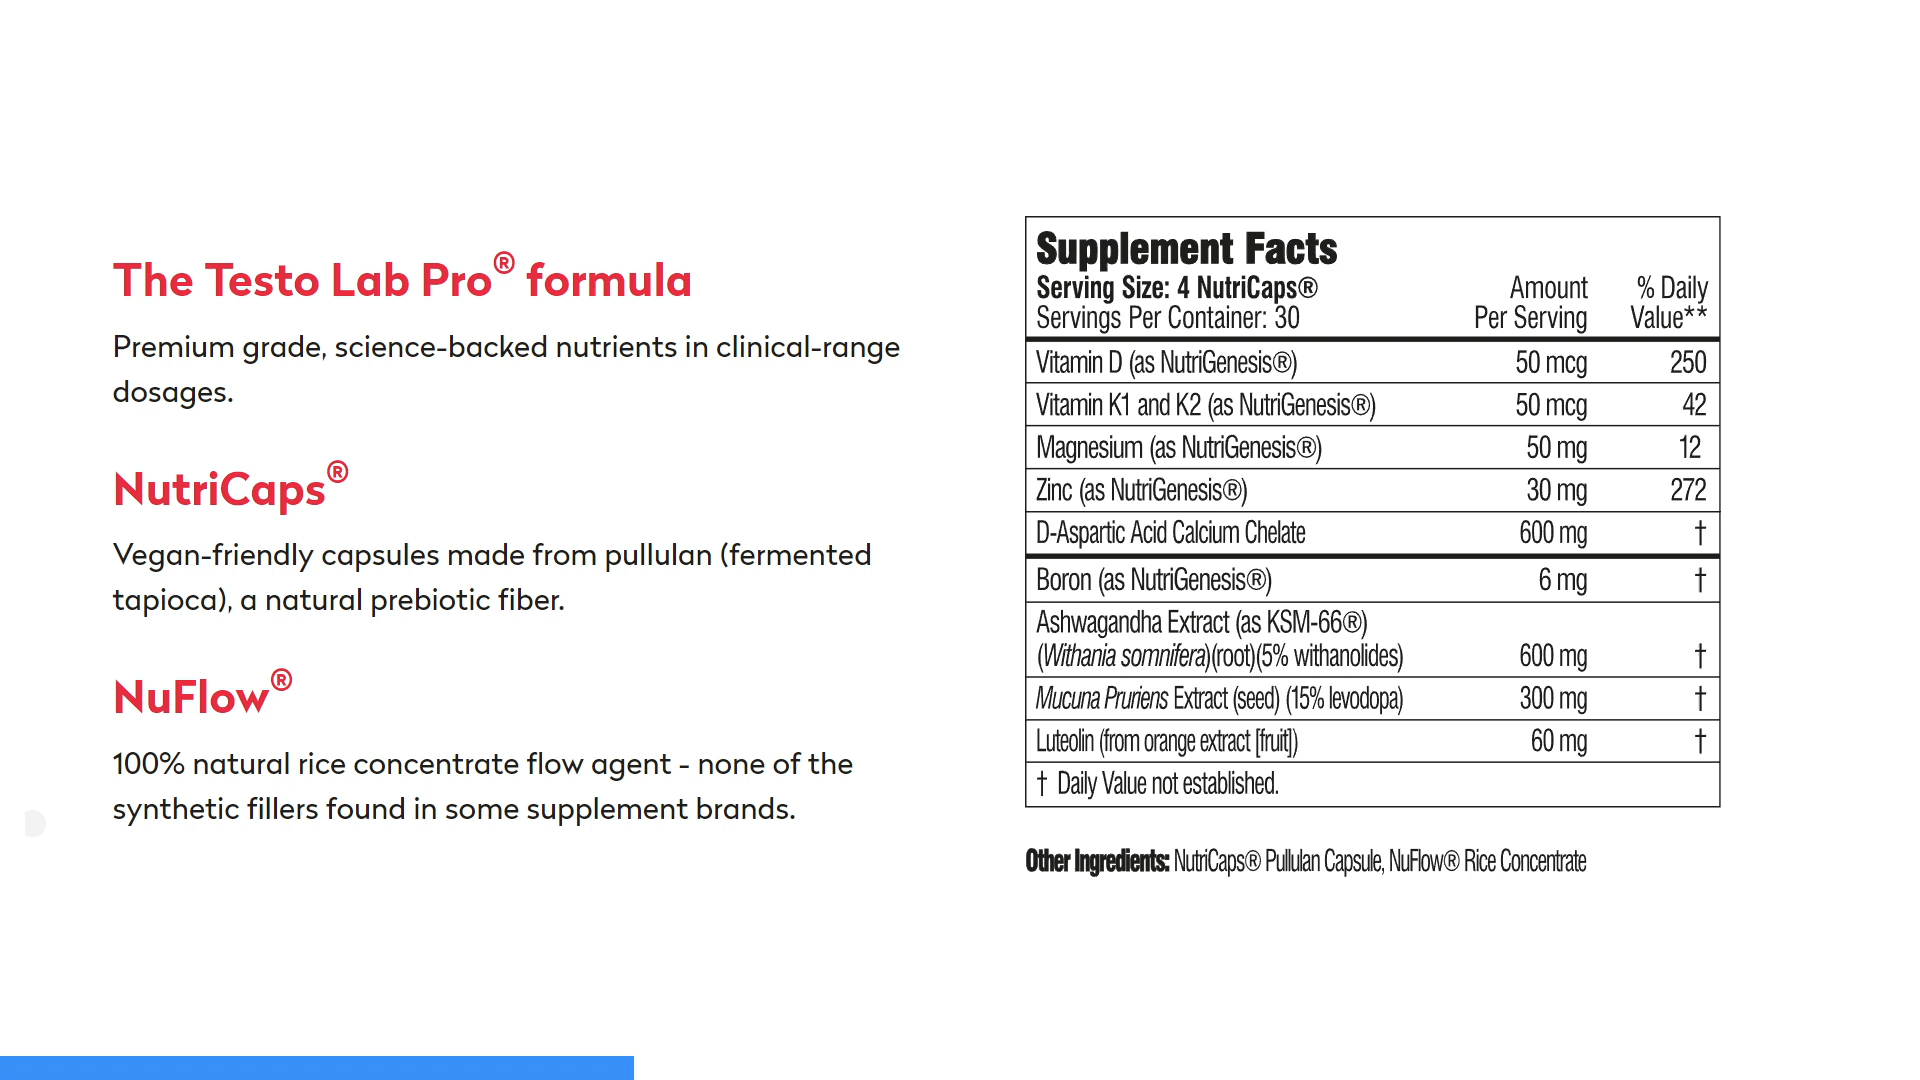 The Testo Lab Pro® formula
Premium grade, science-backed nutrients in clinical-range
dosages.
NutriCaps®
Vegan-friendly capsules made from pullulan (fermented
tapioca), a natural prebiotic fiber.
NuFlow®
100% natural rice concentrate flow agent - none of the
synthetic fillers found in some supplement brands.
Supplement Facts
Serving Size: 4 NutriCaps® Amount % Daily
Servings Per Container: 30 Per Serving Value**
Vitamin D (as NutriGenesis®) 50 mcg 250
Vitamin K1 and K2 (as NutriGenesis®) 50 mcg 42
Magnesium (as NutriGenesis®) 50 mg 12
Zinc (as NutriGenesis®) 30 mg 272
D-Aspartic Acid Calcium Chelate 600 mg †
Boron (as NutriGenesis®) 6 mg †
Ashwagandha Extract (as KSM-66®)
(Withania somnifera)(root)(5% withanolides) 600 mg †
Mucuna Pruriens Extract (seed) (15% levodopa) 300 mg †
Luteolin (from orange extract [fruit]) 60 mg †
† Daily Value not established.
Other Ingredients: NutriCaps® Pullulan Capsule, NuFlow® Rice Concentrate